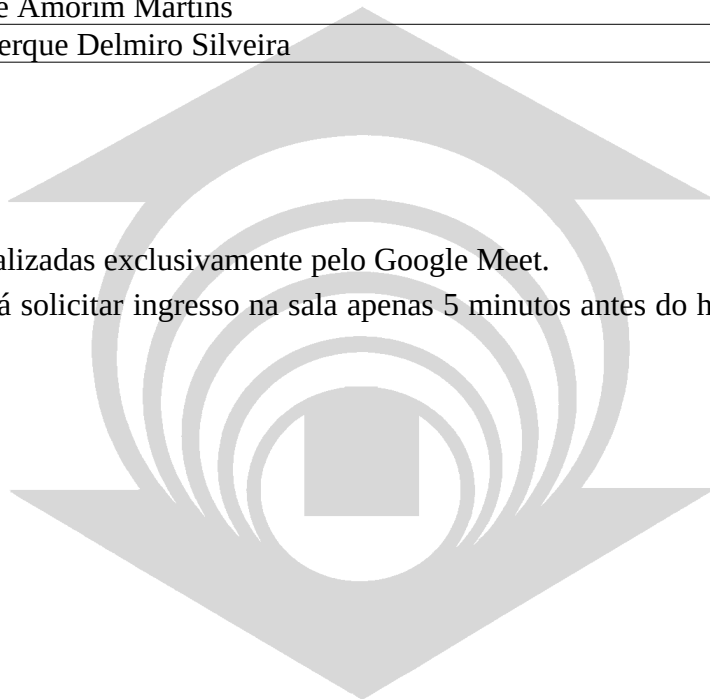 e Amorim Martins
erque Delmiro Silveira
alizadas exclusivamente pelo Google Meet.
á solicitar ingresso na sala apenas 5 minutos antes do h